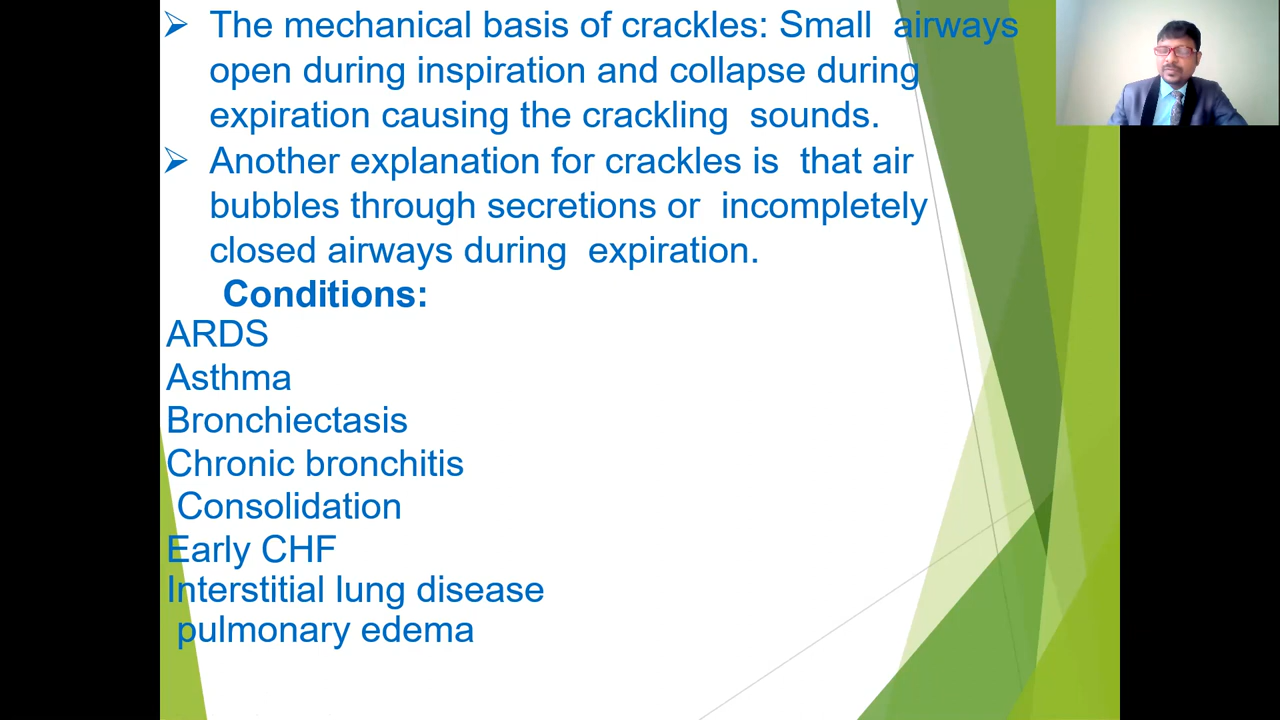 ➢ The mechanical basis of crackles: Small airways
open during inspiration and collapse during
expiration causing the crackling sounds.
➢ Another explanation for crackles is that air
bubbles through secretions or incompletely
closed airways during expiration.
Conditions:
ARDS
Asthma
Bronchiectasis
Chronic bronchitis
Consolidation
Early CHF
Interstitial lung disease
pulmonary edema